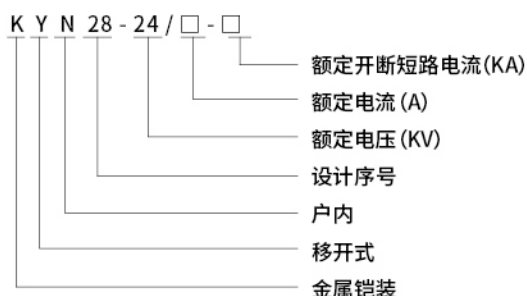 KYN28-24/□-□
额定开断短路电流(KA)
额定电流(A)
额定电压(KV)
设计序号
户内
移开式
金属铠装